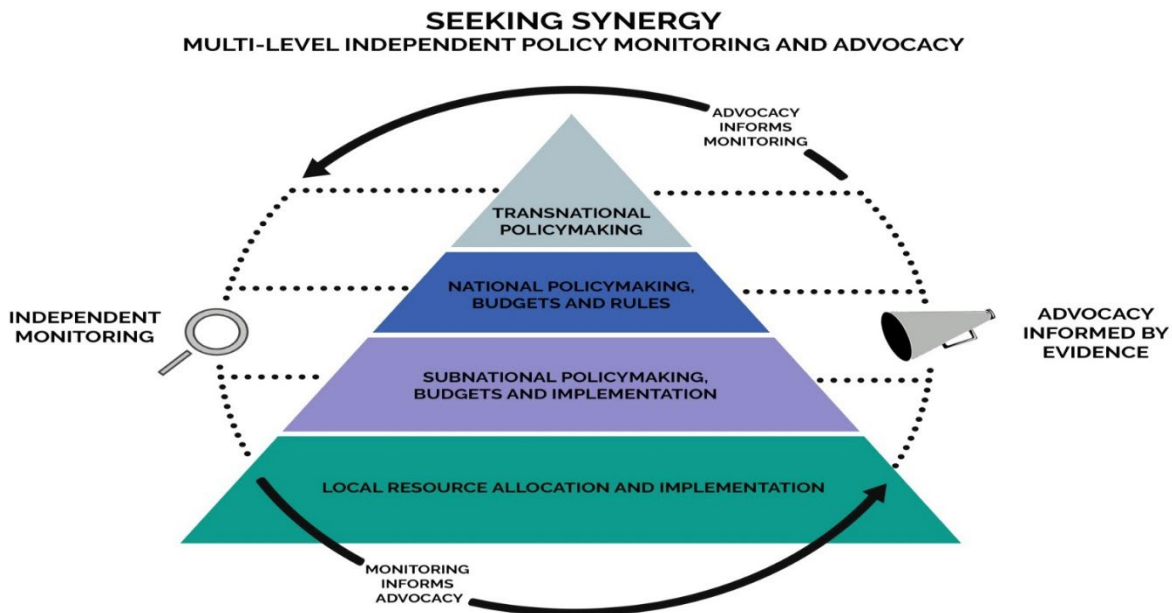 SEEKING SYNERGY
MULTI-LEVEL INDEPENDENT POLICY MONITORING AND ADVOCACY
ADVOCACY
INFORMS
MONITORING
TRANSNATIONAL
POLICYMAKING
NATIONAL POLICYMAKING,
BUDGETS AND RULES
INDEPENDENT
MONITORING
ADVOCACY
INFORMED BY
EVIDENCE
SUBNATIONAL POLICYMAKING,
BUDGETS AND IMPLEMENTATION
LOCAL RESOURCE ALLOCATION AND IMPLEMENTATION
MONITORING
INFORMS
ADVOCACY